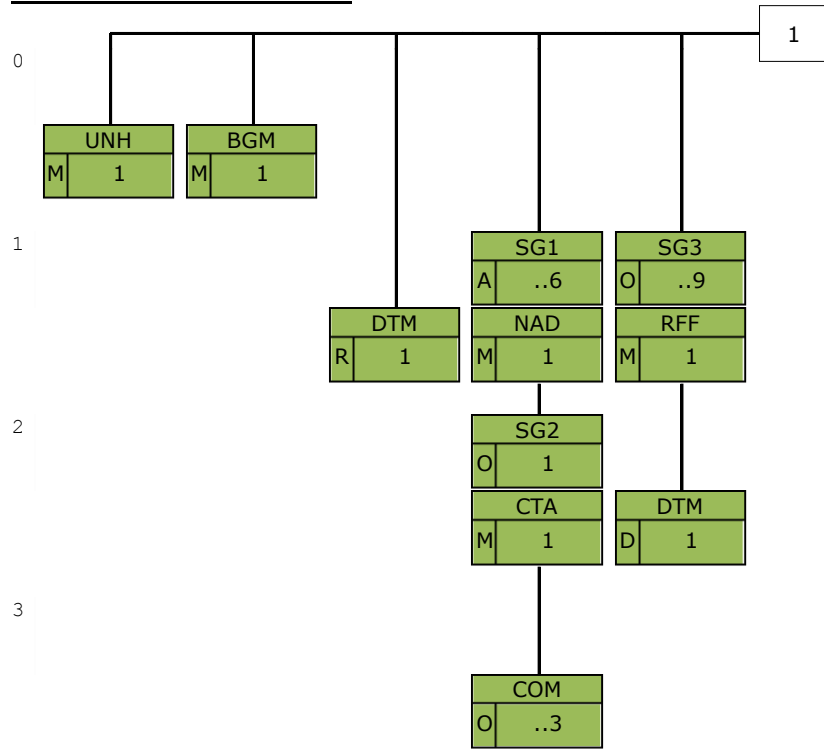 1
0
UNH BGM
M 1 M 1
1
SG1 SG3
A ..6 O ..9
DTM NAD RFF
R 1 M 1 M 1
2
SG2
O 1
CTA DTM
M 1 D 1
3
COM
O ..3